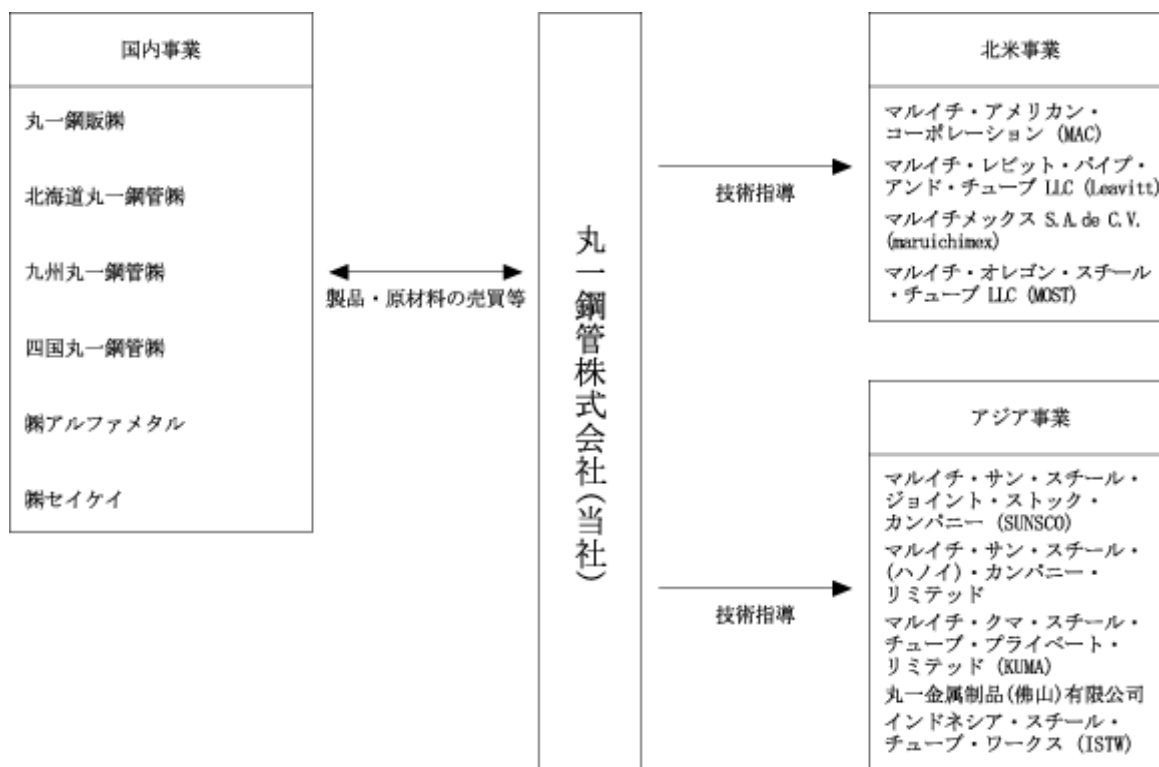 国内事業
丸一鋼販㈱
北海道丸一鋼管㈱
九州丸一鋼管㈱
四国丸一鋼管㈱
㈱アルファメタル
㈱セイケイ
製品・原材料の売買等
丸一鋼管株式会社(当社)
技術指導
北米事業
マルイチ・アメリカン・
コーポレーション (MAC)
マルイチ・レビット・パイプ・
アンド・チューブ LLC (Leavitt)
マルイチメックス S.A.de C.V.
(maruichimex)
マルイチ・オレゴン・スチール
・チューブ LLC (MOST)
技術指導
アジア事業
マルイチ・サン・スチール・
ジョイント・ストック・
カンパニー (SUNSCO)
マルイチ・サン・スチール・
(ハノイ)・カンパニー・
リミテッド
マルイチ・クマ・スチール・
チューブ・プライベート・
リミテッド (KUMA)
丸一金属制品(佛山)有限公司
インドネシア・スチール・
チューブ・ワークス (ISTW)